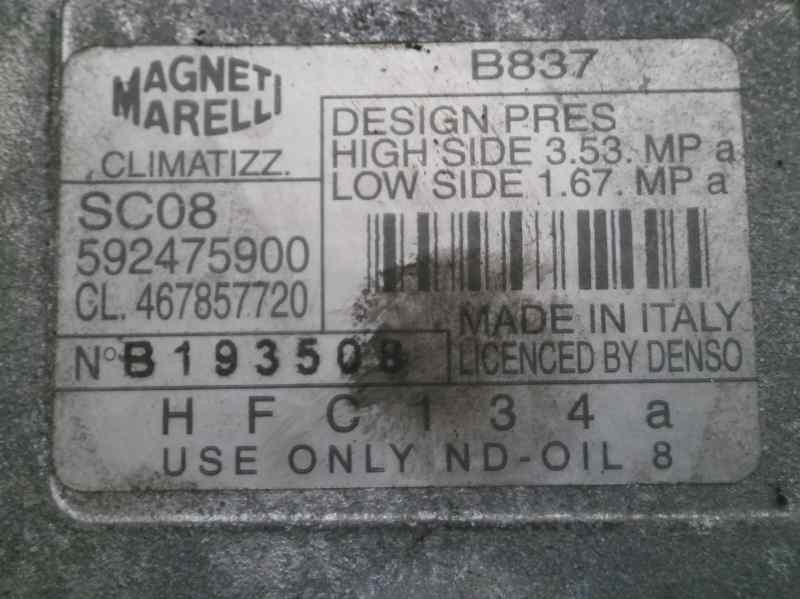 MAGNETI
MARELLI
CLIMATIZZ.
B837
DESIGN PRES
HIGH SIDE 3.53. MP a
LOW SIDE 1.67. MP a
SC08
592475900
CL. 467857720
MADE IN ITALY
LICENCED BY DENSO
N° B193508
HFC134a
USE ONLY ND-OIL 8